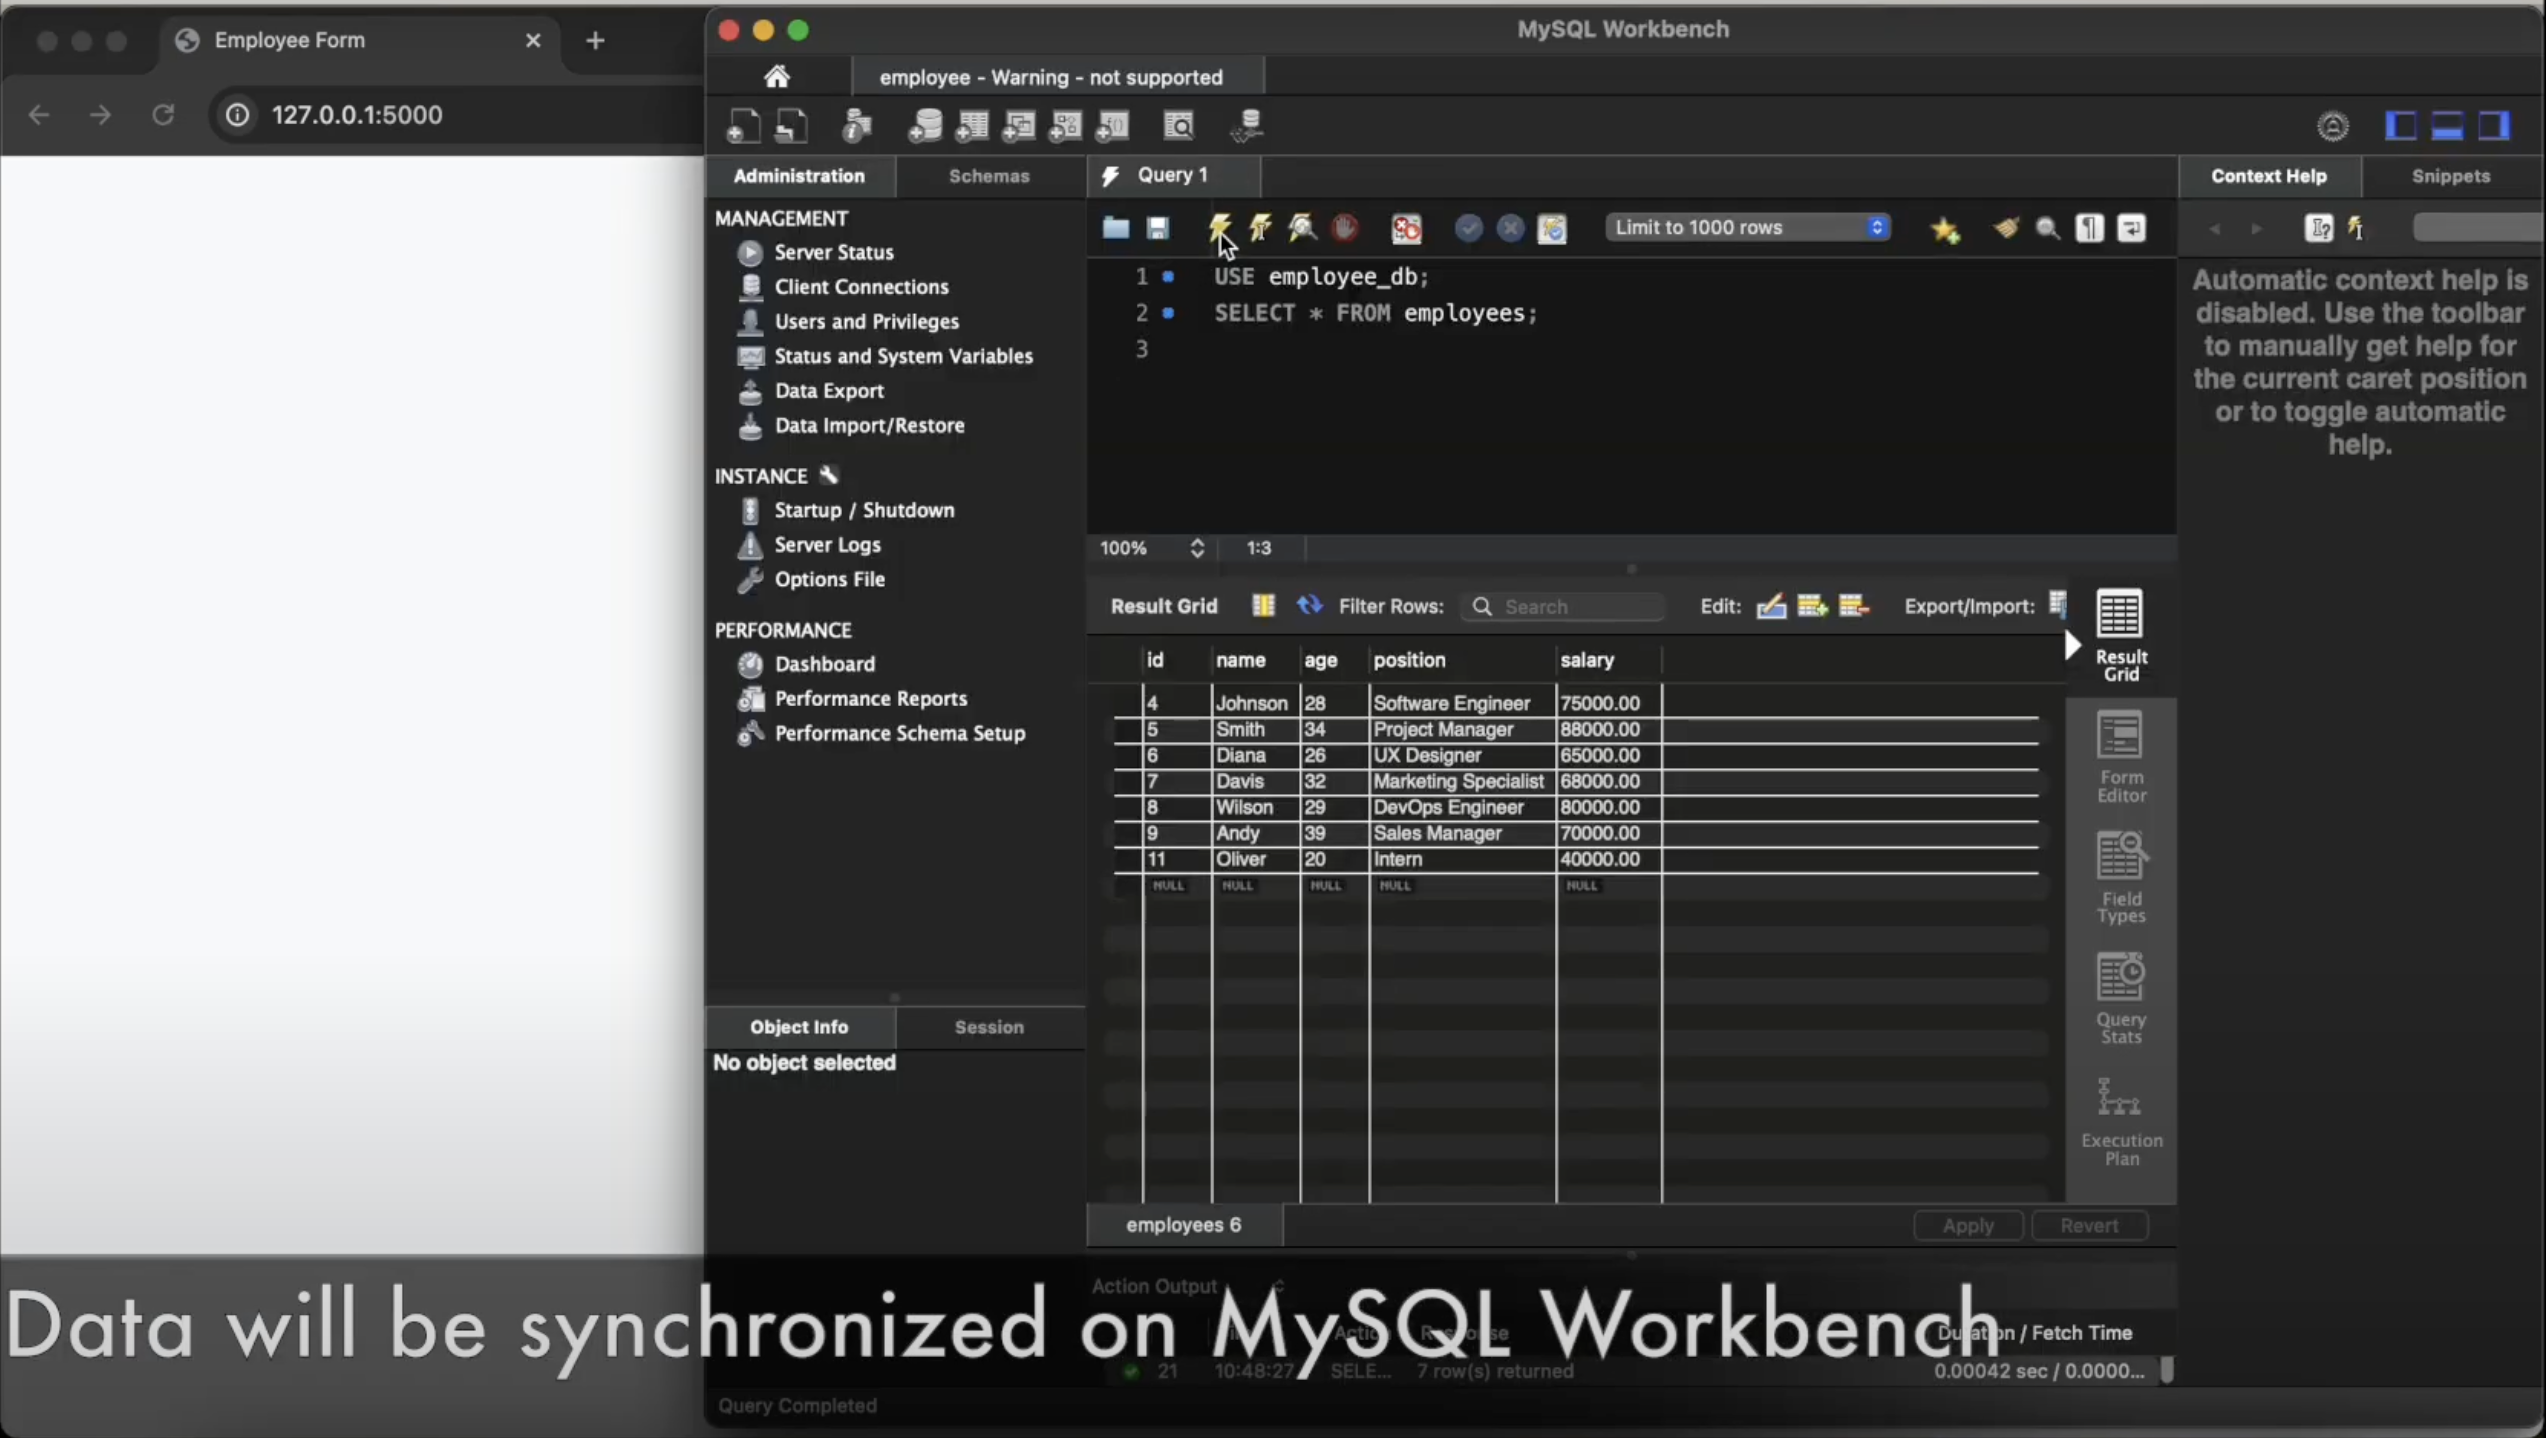 Employee Form
127.0.0.1:5000
MySQL Workbench
employee - Warning - not supported
Administration
Schemas
MANAGEMENT
Server Status
Client Connections
Users and Privileges
Status and System Variables
Data Export
Data Import/Restore
INSTANCE
Startup / Shutdown
Server Logs
Options File
PERFORMANCE
Dashboard
Performance Reports
Performance Schema Setup
Object Info
Session
No object selected
Query 1
Limit to 1000 rows
1 USE employee_db;
2 SELECT * FROM employees;
3
100%
1:3
Result Grid
Filter Rows:
Search
Edit:
Export/Import:
id name age position salary
4 Johnson 28 Software Engineer 75000.00
5 Smith 34 Project Manager 88000.00
6 Diana 26 UX Designer 65000.00
7 Davis 32 Marketing Specialist 68000.00
8 Wilson 29 DevOps Engineer 80000.00
9 Andy 39 Sales Manager 70000.00
11 Oliver 20 Intern 40000.00
NULL NULL NULL NULL NULL
Result
Grid
Form
Editor
Field
Types
Query
Stats
Execution
Plan
employees 6
Apply
Revert
Context Help
Snippets
Automatic context help is
disabled. Use the toolbar
to manually get help for
the current caret position
or to toggle automatic
help.
Action Output
Duration / Fetch Time
21 10:48:27 SELE... 7 row(s) returned 0.00042 sec / 0.0000...
Query Completed
Data will be synchronized on MySQL Workbench